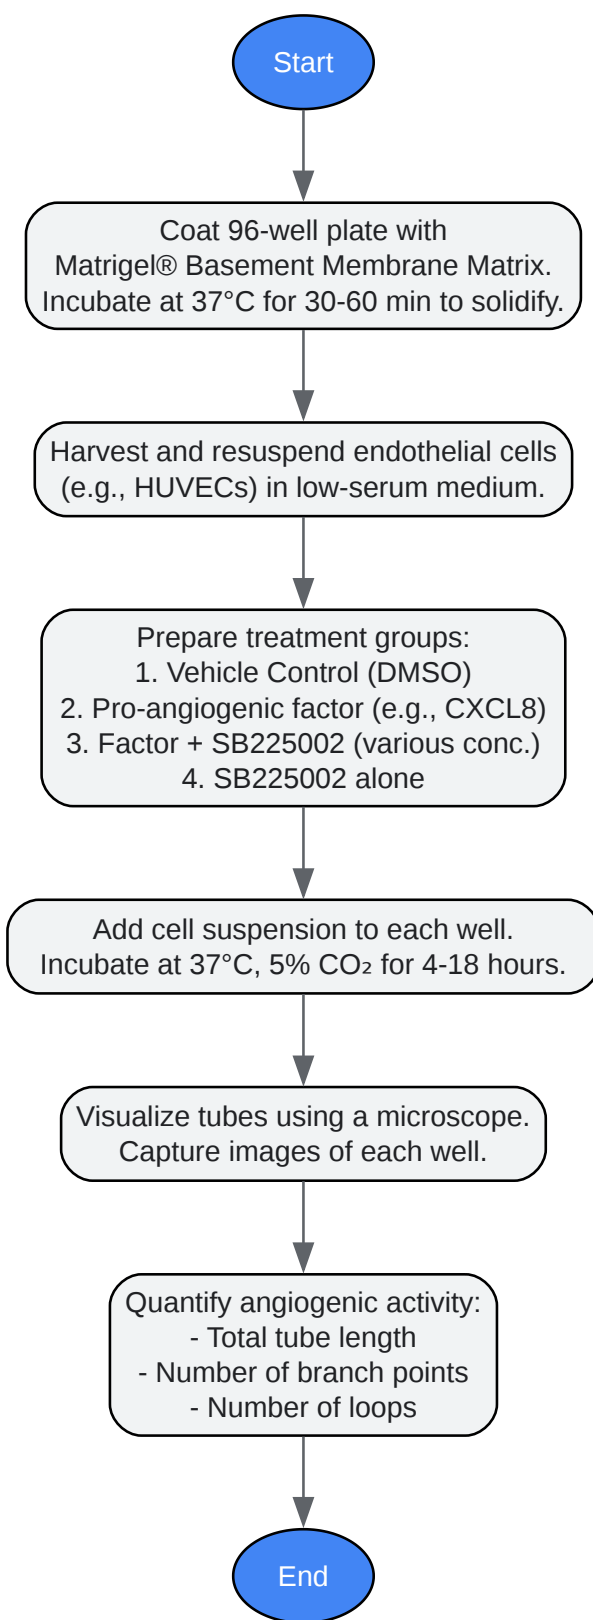 Start
Coat 96-well plate with
Matrigel® Basement Membrane Matrix.
Incubate at 37°C for 30-60 min to solidify.
Harvest and resuspend endothelial cells
(e.g., HUVECs) in low-serum medium.
Prepare treatment groups:
1. Vehicle Control (DMSO)
2. Pro-angiogenic factor (e.g., CXCL8)
3. Factor + SB225002 (various conc.)
4. SB225002 alone
Add cell suspension to each well.
Incubate at 37°C, 5% CO₂ for 4-18 hours.
Visualize tubes using a microscope.
Capture images of each well.
Quantify angiogenic activity:
- Total tube length
- Number of branch points
- Number of loops
End